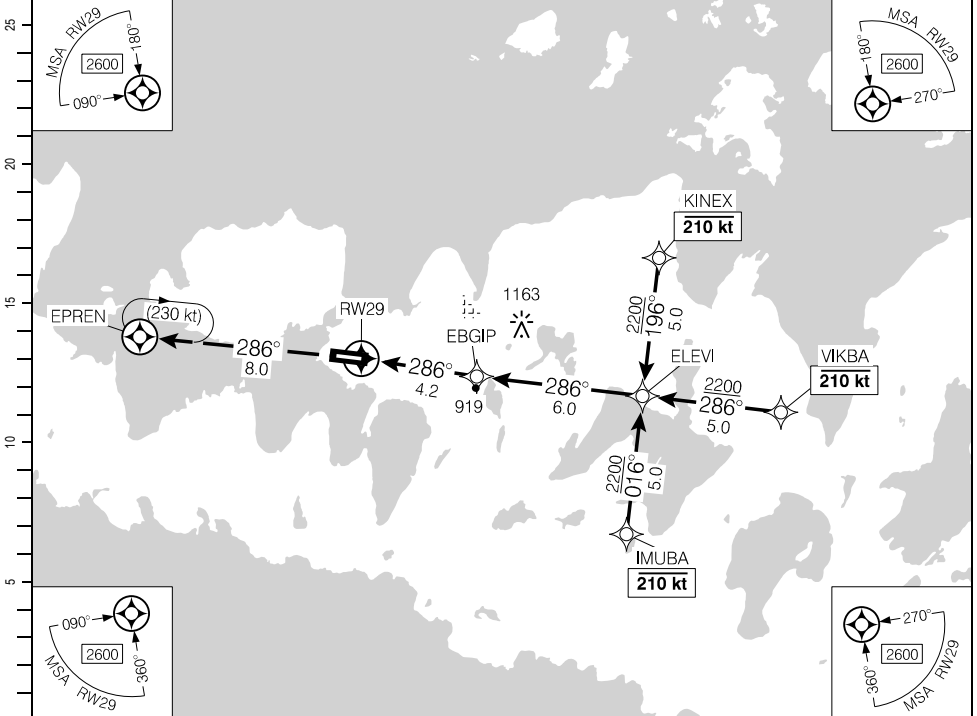 25
20
15
10
5
MSA RW29
180°
2600
090°
MSA RW29
180°
2600
270°
KINEX
210 kt
2200
196°
5.0
1163
RW29
EPREN
(230 kt)
EBGIP
ELEVI
VIKBA
210 kt
286°
8.0
286°
4.2
286°
6.0
2200
286°
5.0
919
2200
016°
5.0
IMUBA
210 kt
090°
2600
360°
MSA RW29
270°
2600
360°
MSA RW29